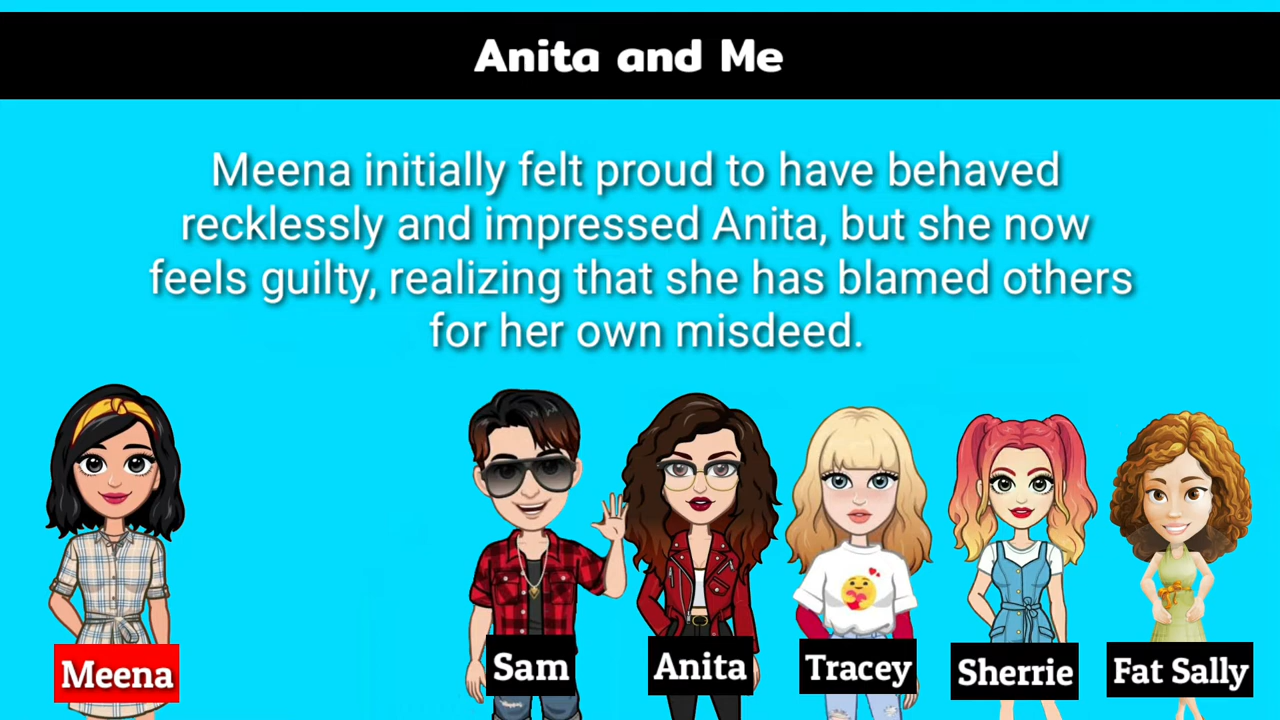 Anita and Me
Meena initially felt proud to have behaved
recklessly and impressed Anita, but she now
feels guilty, realizing that she has blamed others
for her own misdeed.
Meena
Sam
Anita
Tracey
Sherrie
Fat Sally